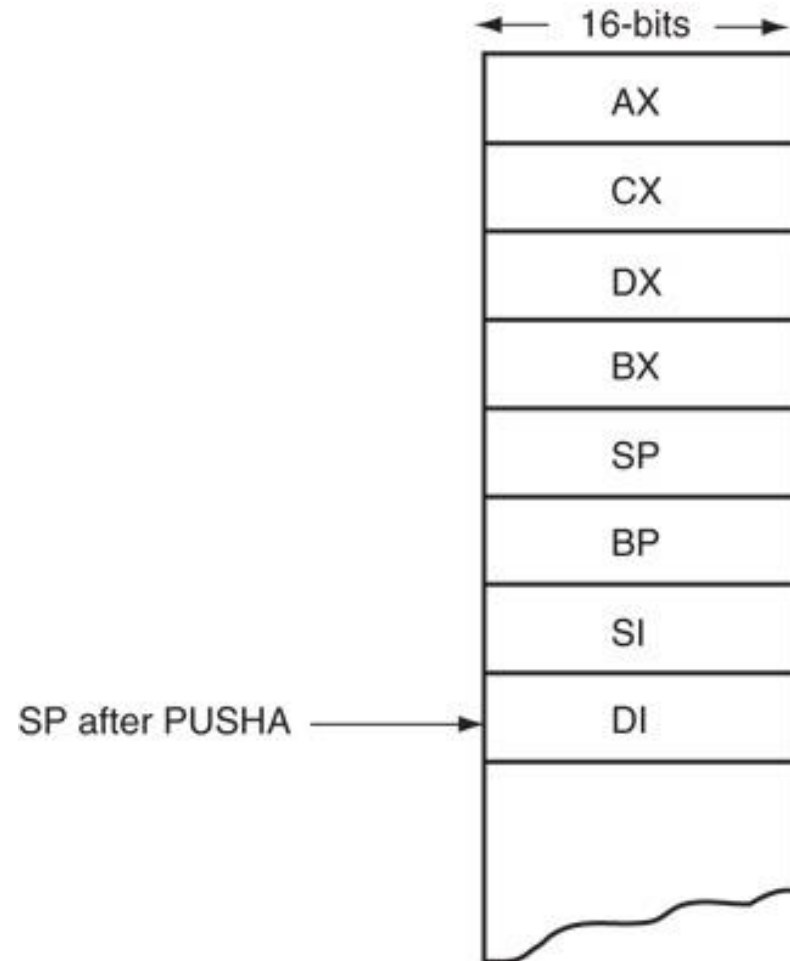 16-bits
AX
CX
DX
BX
SP
BP
SI
SP after PUSHA
DI